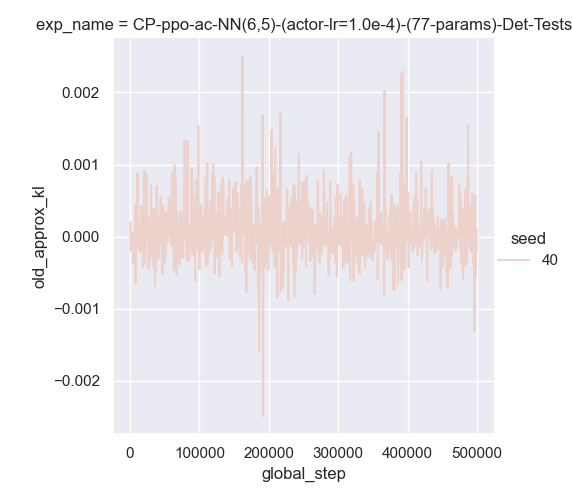 exp_name = CP-ppo-ac-NN(6,5)-(actor-lr=1.0e-4)-(77-params)-Det-Tests
0.002
0.001
0.000
−0.001
−0.002
old_approx_kl
0 100000 200000 300000 400000 500000
global_step
seed
40